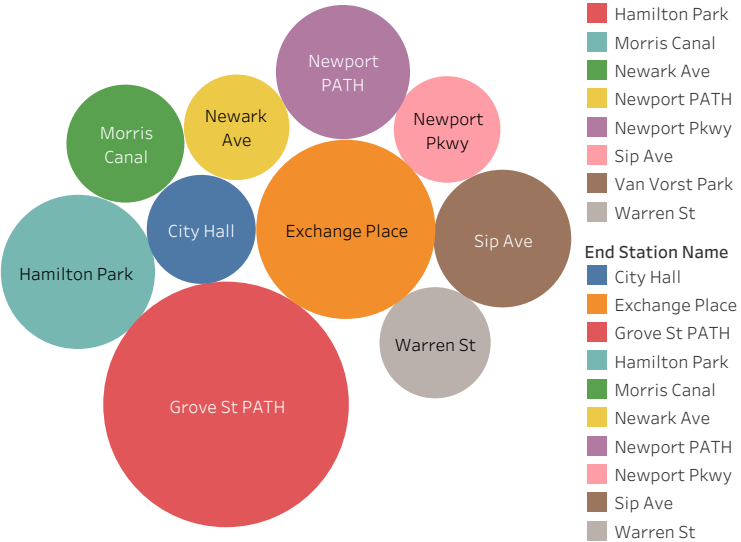 Newport
PATH
Newark
Ave
Newport
Pkwy
Morris
Canal
City Hall
Exchange Place
Sip Ave
Hamilton Park
Warren St
Grove St PATH
Hamilton Park
Morris Canal
Newark Ave
Newport PATH
Newport Pkwy
Sip Ave
Van Vorst Park
Warren St
End Station Name
City Hall
Exchange Place
Grove St PATH
Hamilton Park
Morris Canal
Newark Ave
Newport PATH
Newport Pkwy
Sip Ave
Warren St